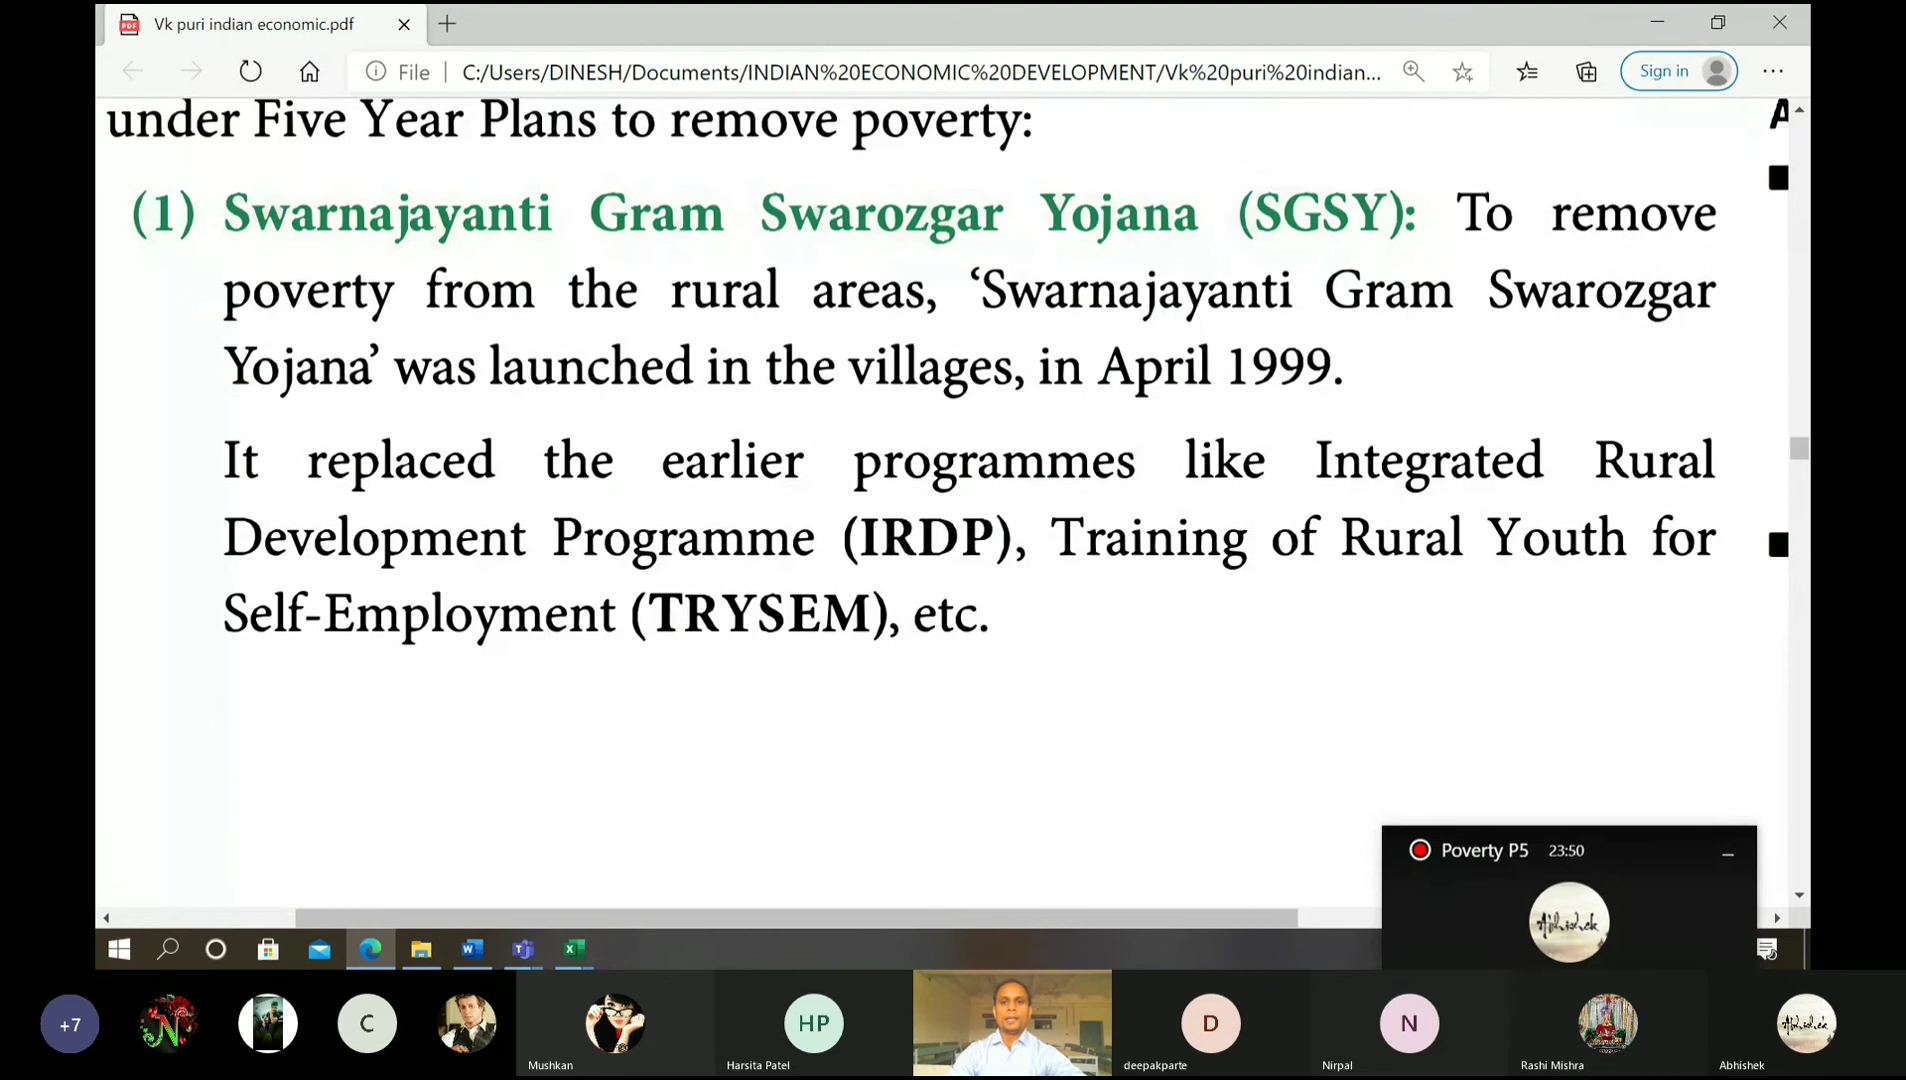 Vk puri indian economic.pdf
File
C:/Users/DINESH/Documents/INDIAN%20ECONOMIC%20DEVELOPMENT/Vk%20puri%20indian...
Sign in
under Five Year Plans to remove poverty:
A
(1) Swarnajayanti Gram Swarozgar Yojana (SGSY): To remove
poverty from the rural areas, ‘Swarnajayanti Gram Swarozgar
Yojana’ was launched in the villages, in April 1999.
It replaced the earlier programmes like Integrated Rural
Development Programme (IRDP), Training of Rural Youth for
Self-Employment (TRYSEM), etc.
Poverty P5 23:50
Abhishek
+7
N
C
HP
D
N
Abhishek
Mushkan
Harsita Patel
deepakparte
Nirpal
Rashi Mishra
Abhishek